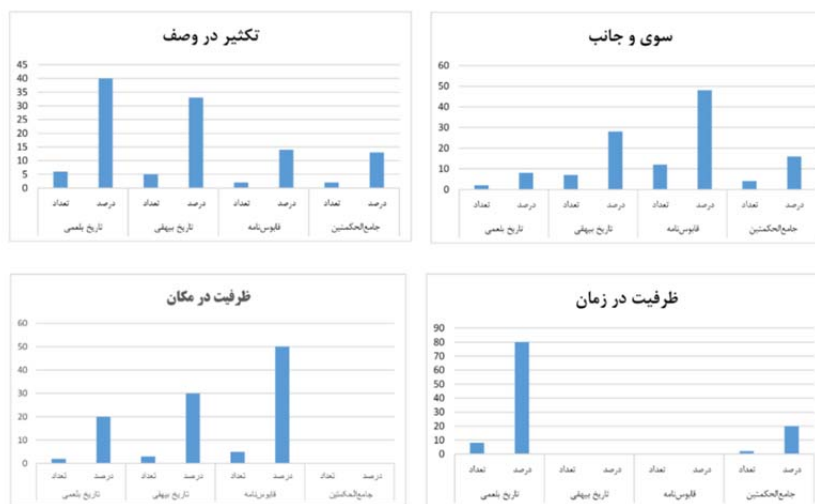 سوی و جانب
60
50
40
30
20
10
0
درصد تعداد درصد تعداد درصد تعداد درصد تعداد
جامع‌الحکمتین قابوس‌نامه تاریخ بیهقی تاریخ بلعمی
تکثیر در وصف
45
40
35
30
25
20
15
10
5
0
درصد تعداد درصد تعداد درصد تعداد درصد تعداد
جامع‌الحکمتین قابوس‌نامه تاریخ بیهقی تاریخ بلعمی
ظرفیت در زمان
90
80
70
60
50
40
30
20
10
0
درصد تعداد درصد تعداد درصد تعداد درصد تعداد
جامع‌الحکمتین قابوس‌نامه تاریخ بیهقی تاریخ بلعمی
ظرفیت در مکان
60
50
40
30
20
10
0
درصد تعداد درصد تعداد درصد تعداد درصد تعداد
جامع‌الحکمتین قابوس‌نامه تاریخ بیهقی تاریخ بلعمی